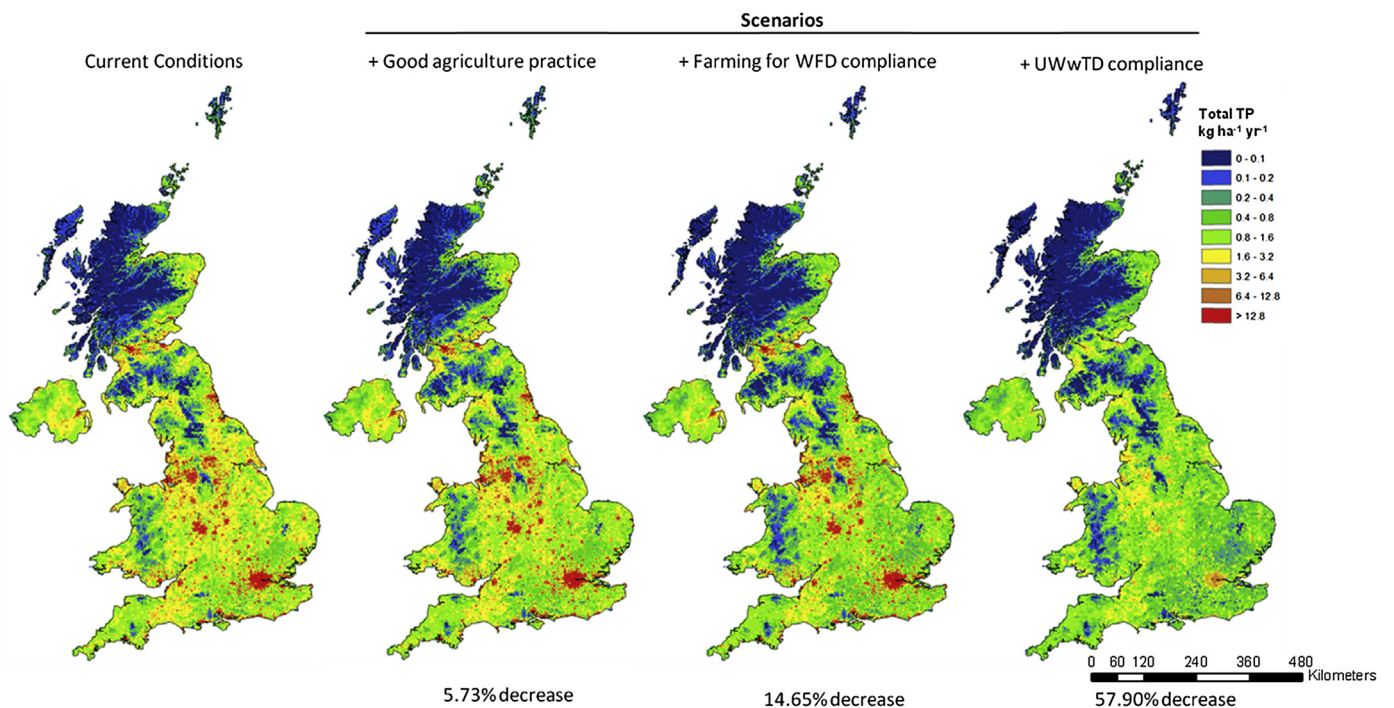 Scenarios
Current Conditions
+ Good agriculture practice
+ Farming for WFD compliance
+ UWwTD compliance
Total TP
kg ha-1 yr-1
0 - 0.1
0.1 - 0.2
0.2 - 0.4
0.4 - 0.8
0.8 - 1.6
1.6 - 3.2
3.2 - 6.4
6.4 - 12.8
> 12.8
0 60 120 240 360 480
Kilometers
5.73% decrease
14.65% decrease
57.90% decrease